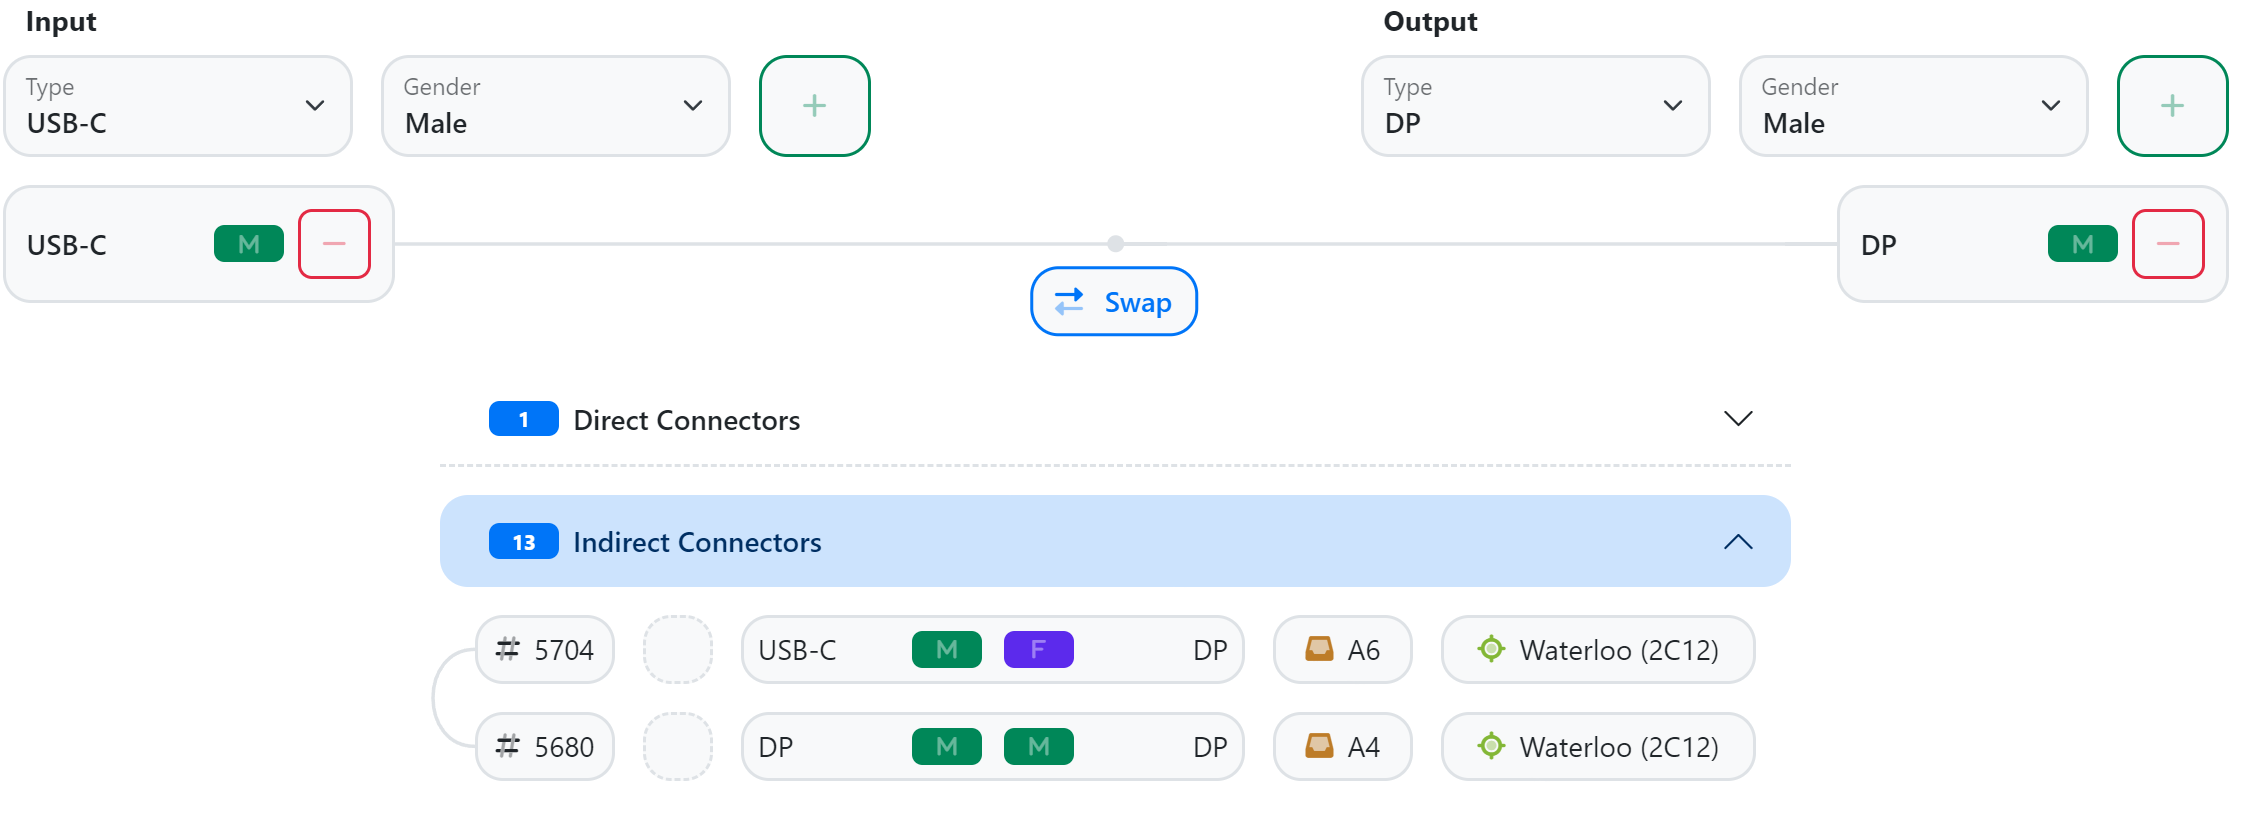 Input
Output
Type
USB-C
Gender
Male
+
Type
DP
Gender
Male
+
USB-C M −
DP M −
Swap
1 Direct Connectors
13 Indirect Connectors
# 5704 USB-C M F DP A6 Waterloo (2C12)
# 5680 DP M M DP A4 Waterloo (2C12)